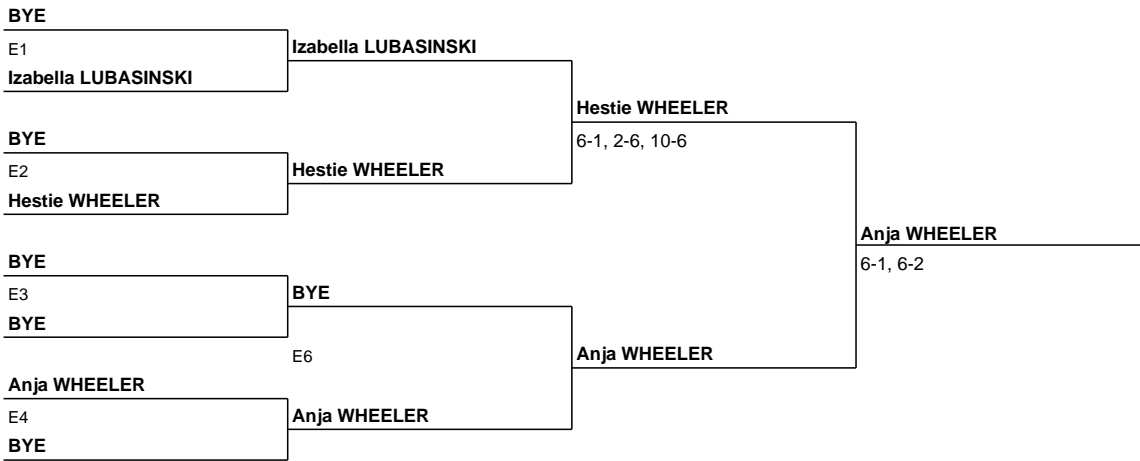 BYE
E1
Izabella LUBASINSKI
Izabella LUBASINSKI
Hestie WHEELER
BYE
6-1, 2-6, 10-6
E2
Hestie WHEELER
Hestie WHEELER
Anja WHEELER
BYE
6-1, 6-2
E3
BYE
BYE
E6
Anja WHEELER
Anja WHEELER
E4
Anja WHEELER
BYE